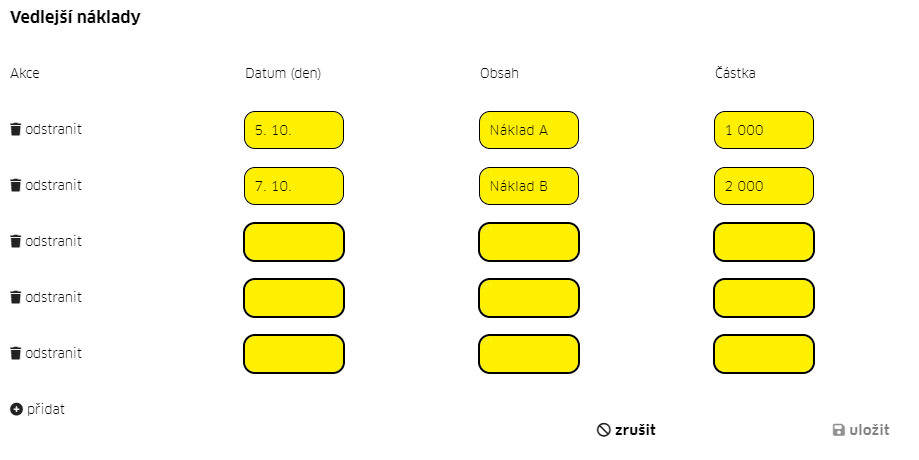 Vedlejší náklady
Akce Datum (den) Obsah Částka
odstranit 5. 10. Náklad A 1 000
odstranit 7. 10. Náklad B 2 000
odstranit
odstranit
odstranit
přidat
zrušit uložit